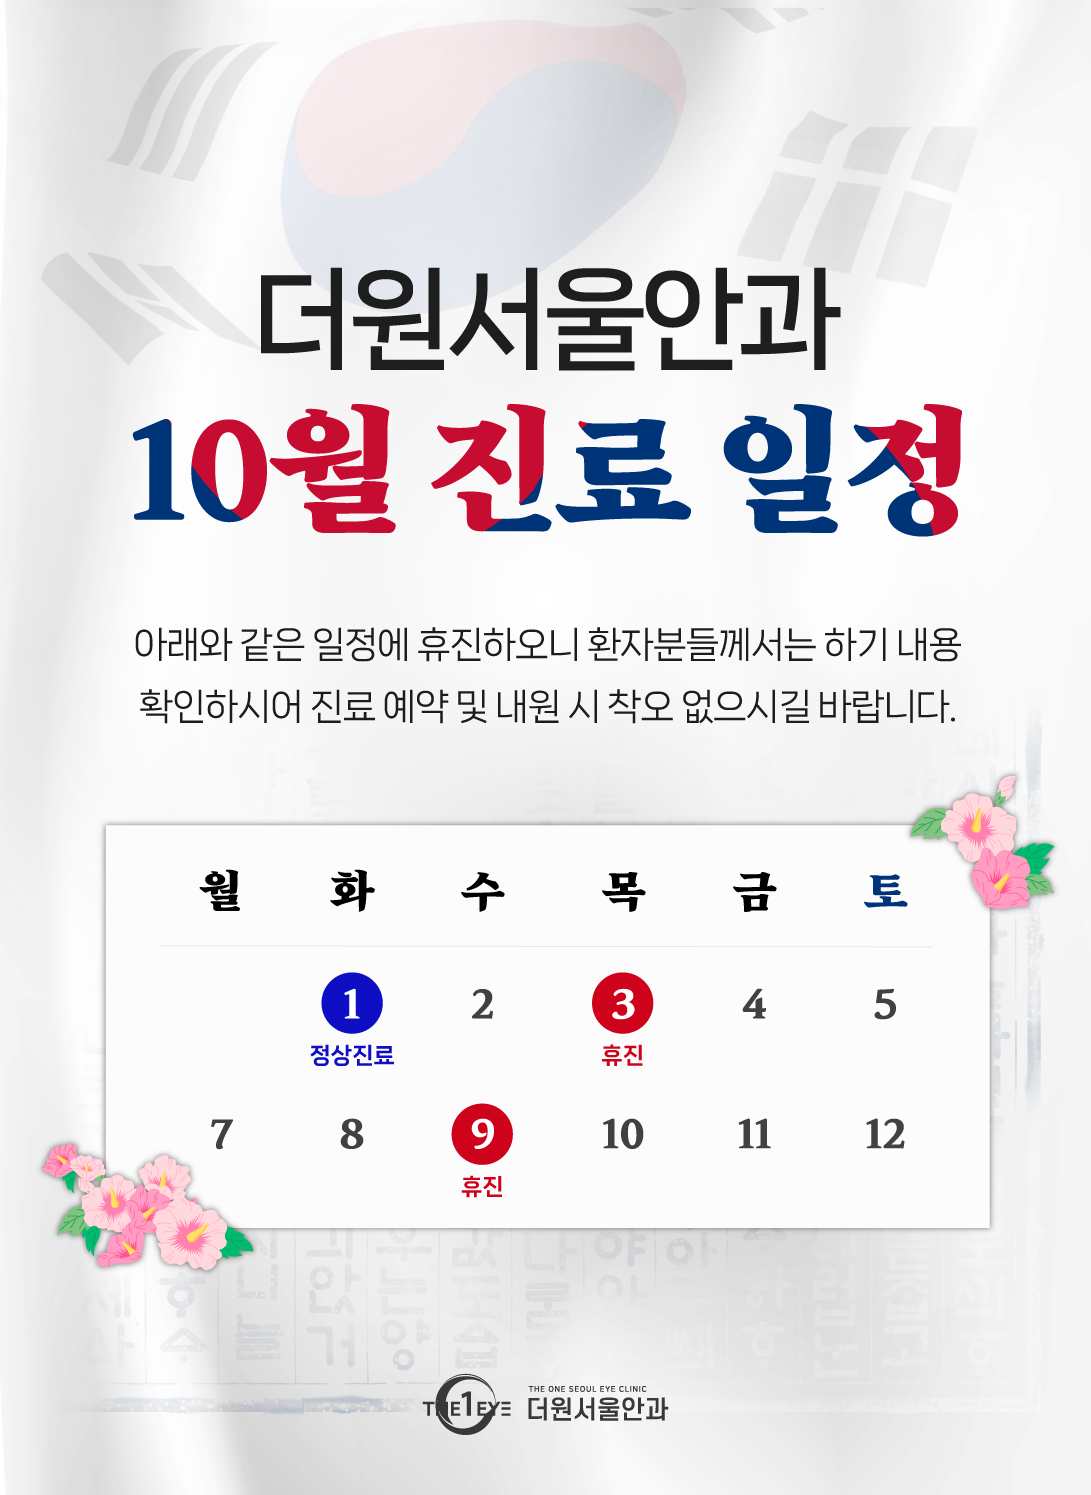 더원서울안과
10월 진료 일정
아래와 같은 일정에 휴진하오니 환자분들께서는 하기 내용
확인하시어 진료 예약 및 내원 시 착오 없으시길 바랍니다.
월 화 수 목 금 토
1 2 3 4 5
정상진료 휴진
7 8 9 10 11 12
휴진
THE 1 EYE
THE ONE SEOUL EYE CLINIC
더원서울안과